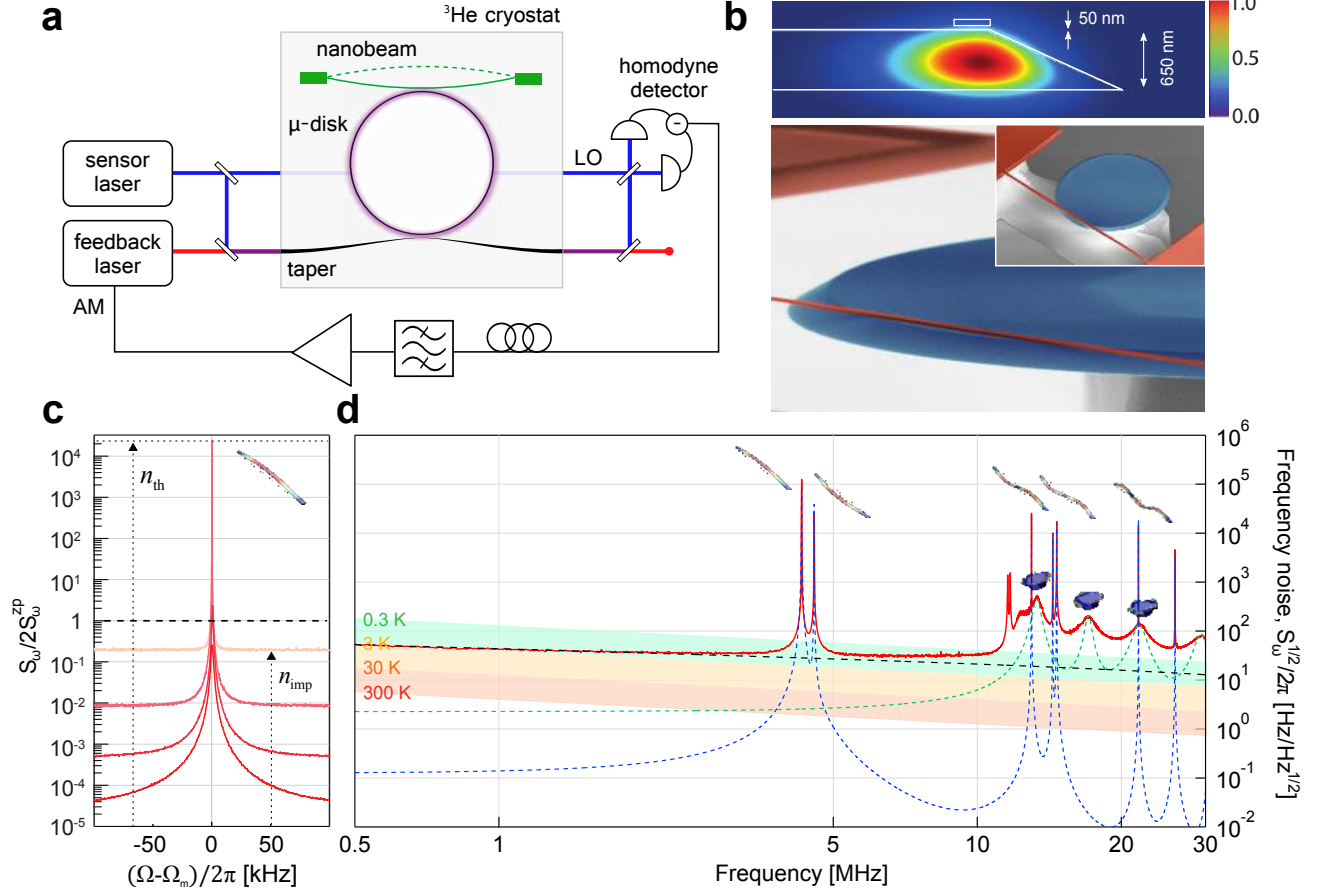 a
³He cryostat
nanobeam
μ-disk
homodyne
detector
-
LO
sensor
laser
feedback
laser
taper
AM
b
50 nm
650 nm
1.0
0.5
0.0
c
S_ω/2S_ω^zp
10⁴
10³
10²
10¹
1
10⁻¹
10⁻²
10⁻³
10⁻⁴
10⁻⁵
n_th
n_imp
-50
0
50
(Ω-Ω_m)/2π [kHz]
d
0.3 K
3 K
30 K
300 K
10⁶
10⁵
10⁴
10³
10²
10¹
10⁰
10⁻¹
10⁻²
Frequency noise, S_ω^1/2/2π [Hz/Hz^1/2]
0.5
1
5
10
20
30
Frequency [MHz]